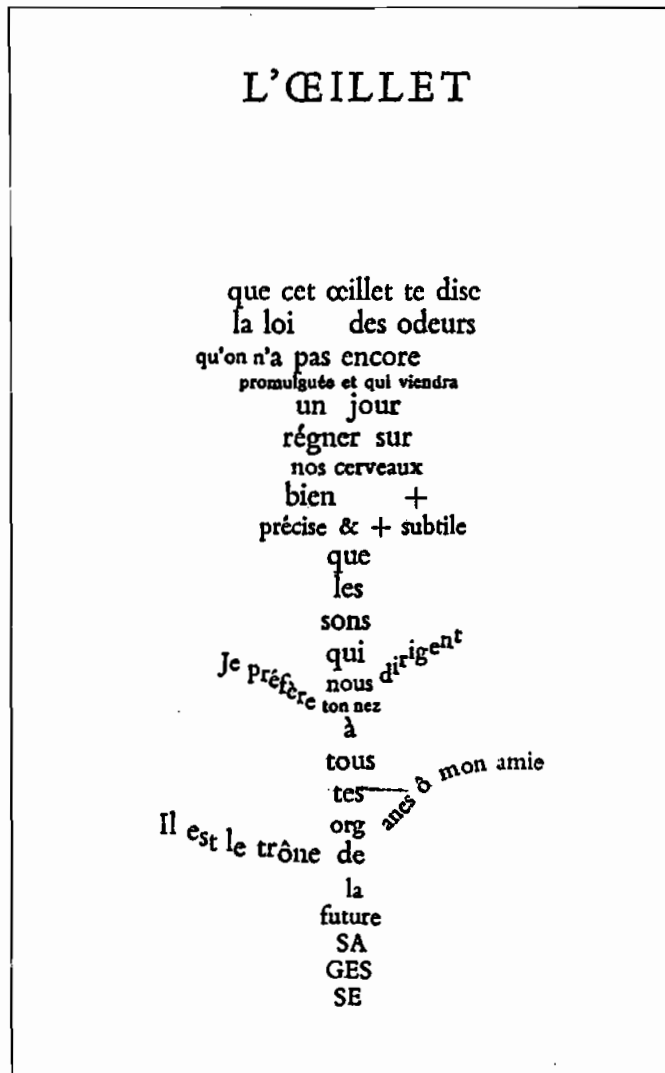 L'ŒILLET
que cet œillet te dise
la loi des odeurs
qu'on n'a pas encore
promulguée et qui viendra
un jour
régner sur
nos cerveaux
bien +
précise & + subtile
que
les
sons
qui
nous dirigent
Je préfère ton nez
à
tous
tes
org
anes ô mon amie
Il est le trône de
la
future
SA
GES
SE